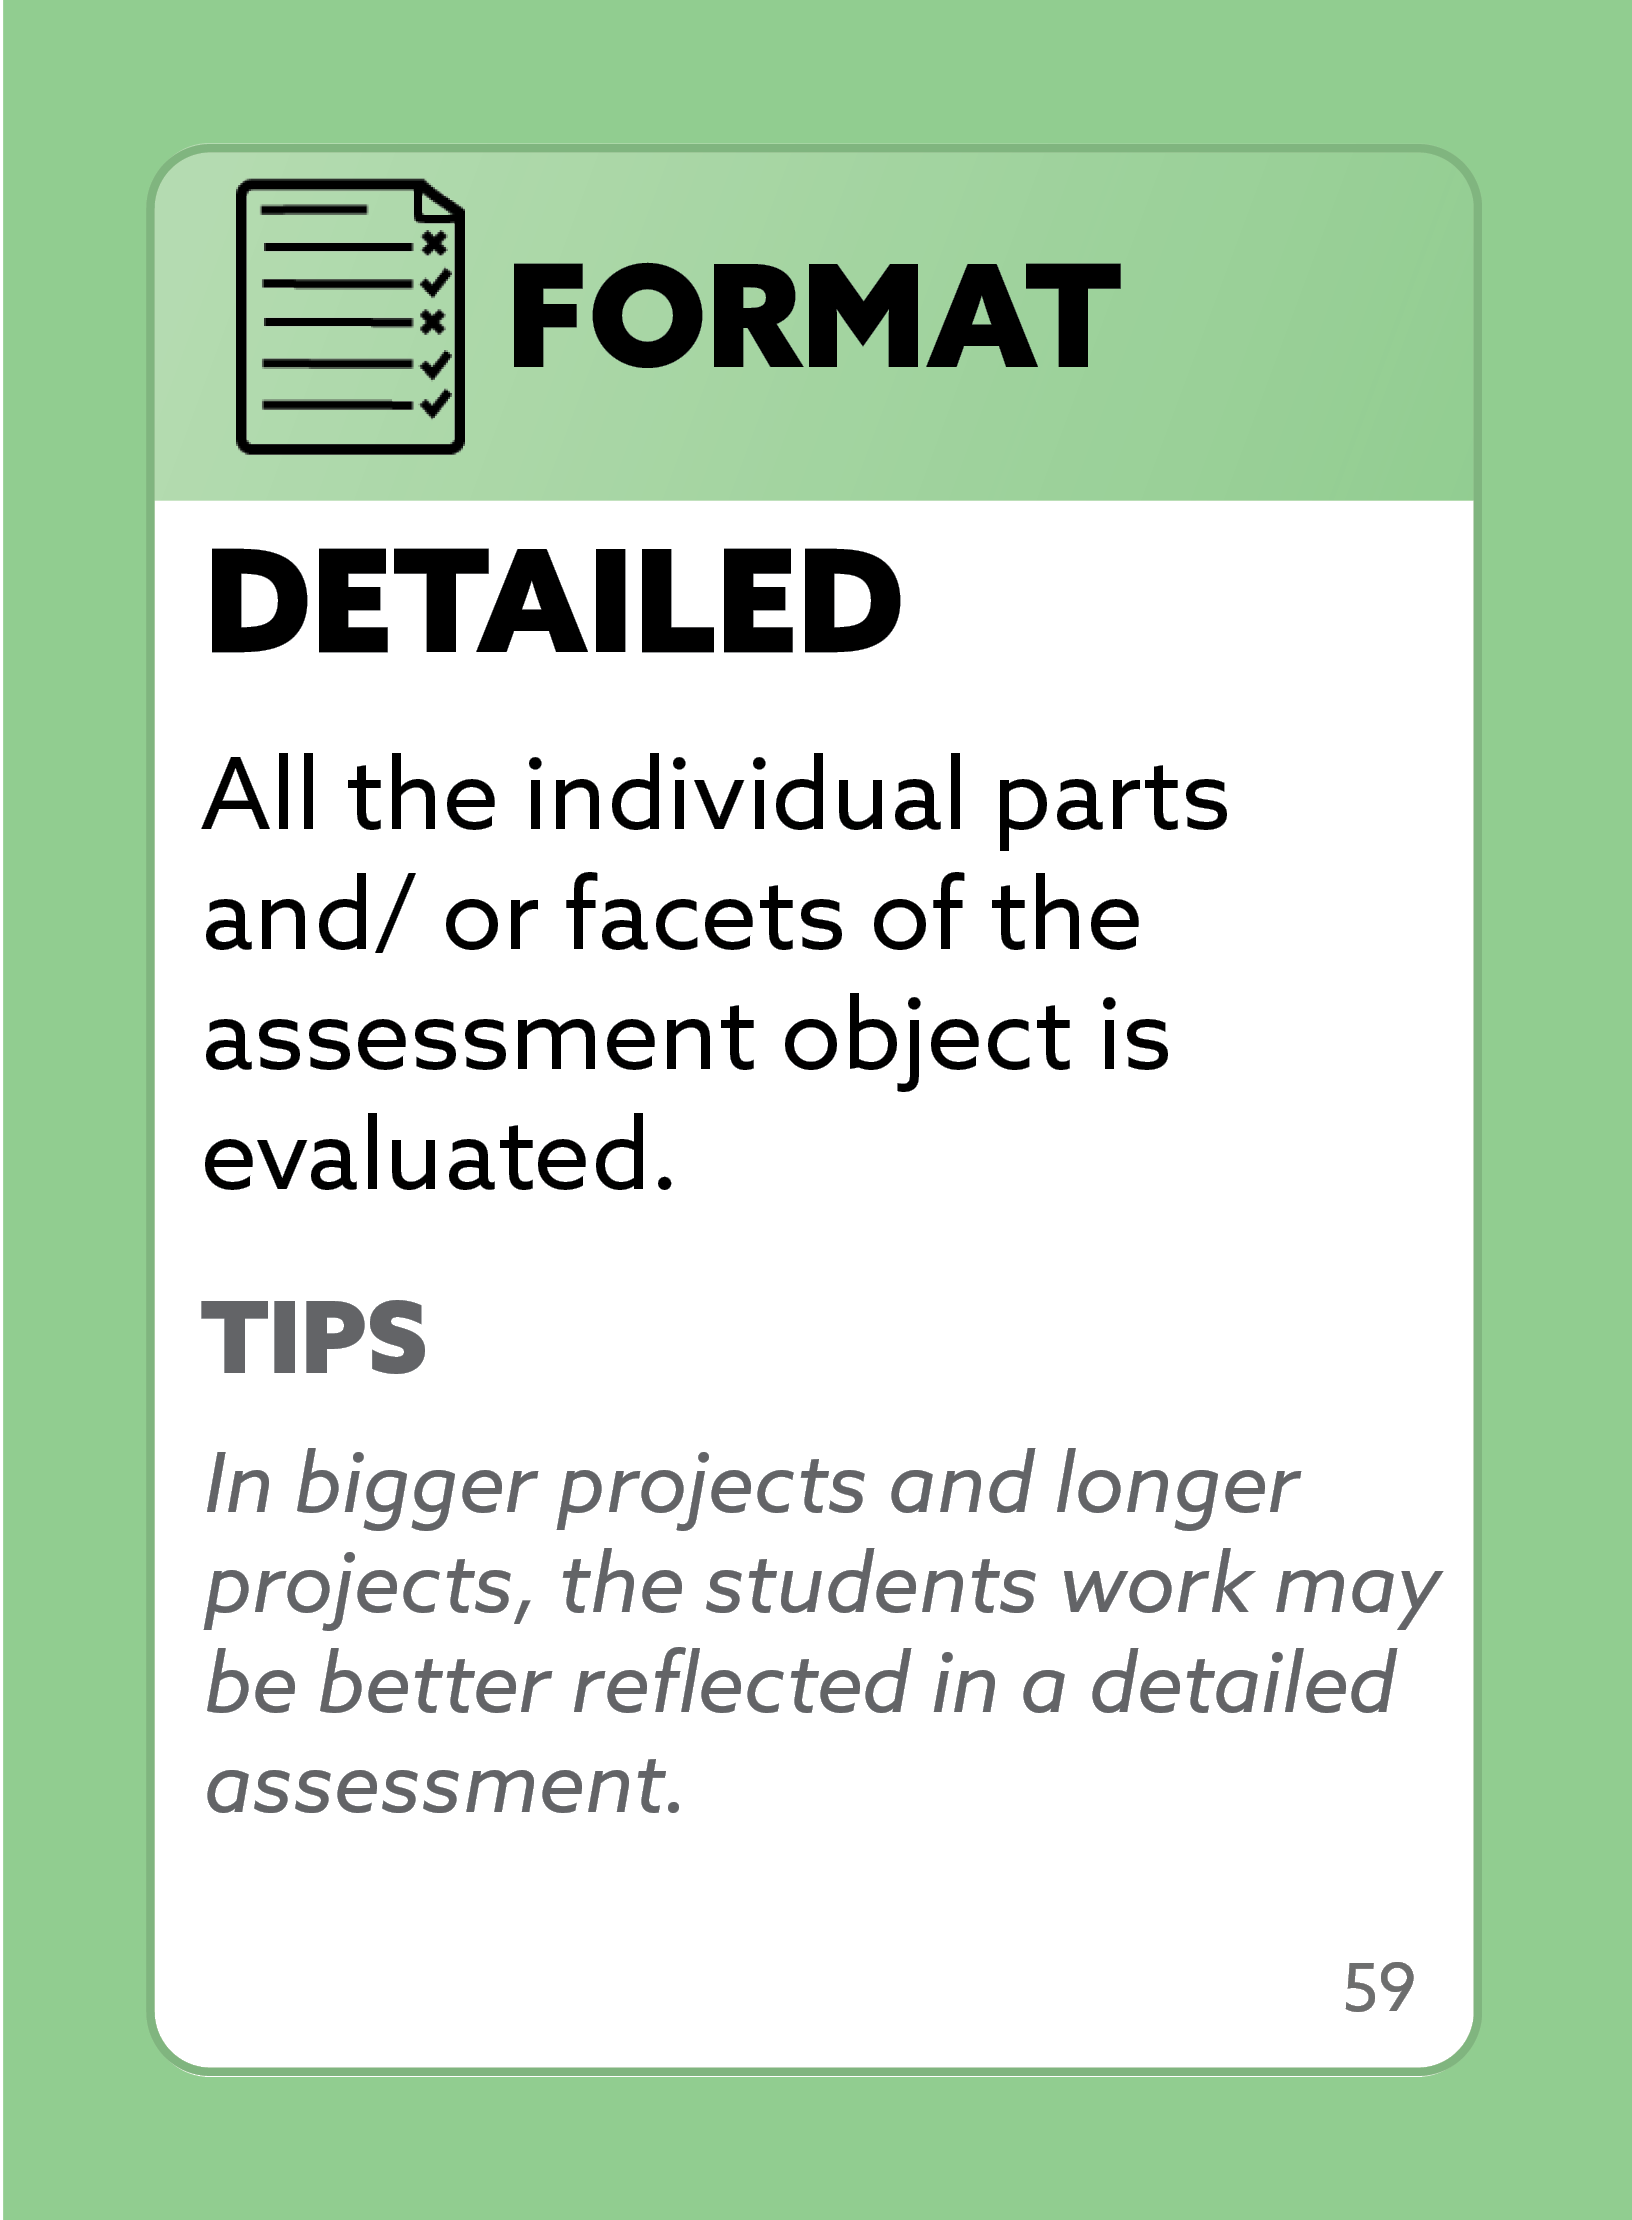 FORMAT
DETAILED
All the individual parts
and/ or facets of the
assessment object is
evaluated.
TIPS
In bigger projects and longer
projects, the students work may
be better reflected in a detailed
assessment.
59